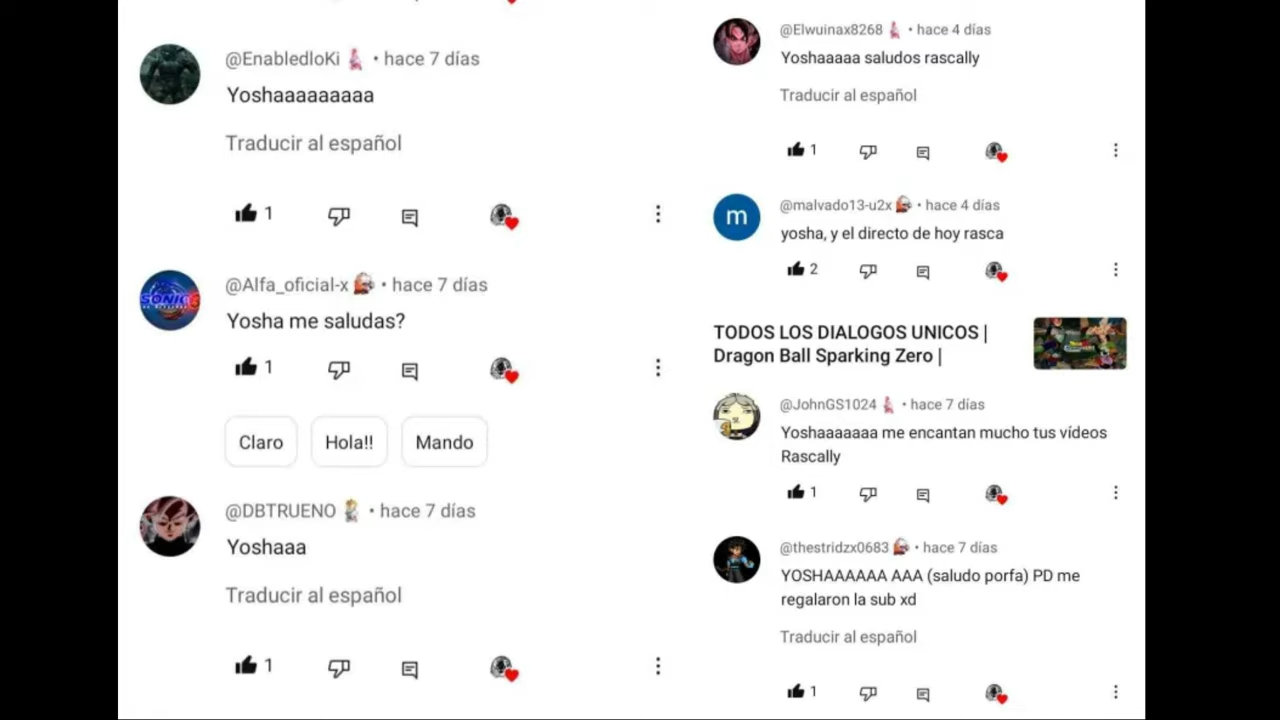 @EnabledloKi • hace 7 días
Yoshaaaaaaaaa
Traducir al español
1
@Alfa_oficial-x • hace 7 días
Yosha me saludas?
1
Claro
Hola!!
Mando
@DBTRUENO • hace 7 días
Yoshaaa
Traducir al español
1
@Elwuinax8268 • hace 4 días
Yoshaaaaa saludos rascally
Traducir al español
1
m
@malvado13-u2x • hace 4 días
yosha, y el directo de hoy rasca
2
TODOS LOS DIALOGOS UNICOS |
Dragon Ball Sparking Zero |
@JohnGS1024 • hace 7 días
Yoshaaaaaaa me encantan mucho tus vídeos
Rascally
1
@thestridzx0683 • hace 7 días
YOSHAAAAAA AAA (saludo porfa) PD me
regalaron la sub xd
Traducir al español
1
SONIC